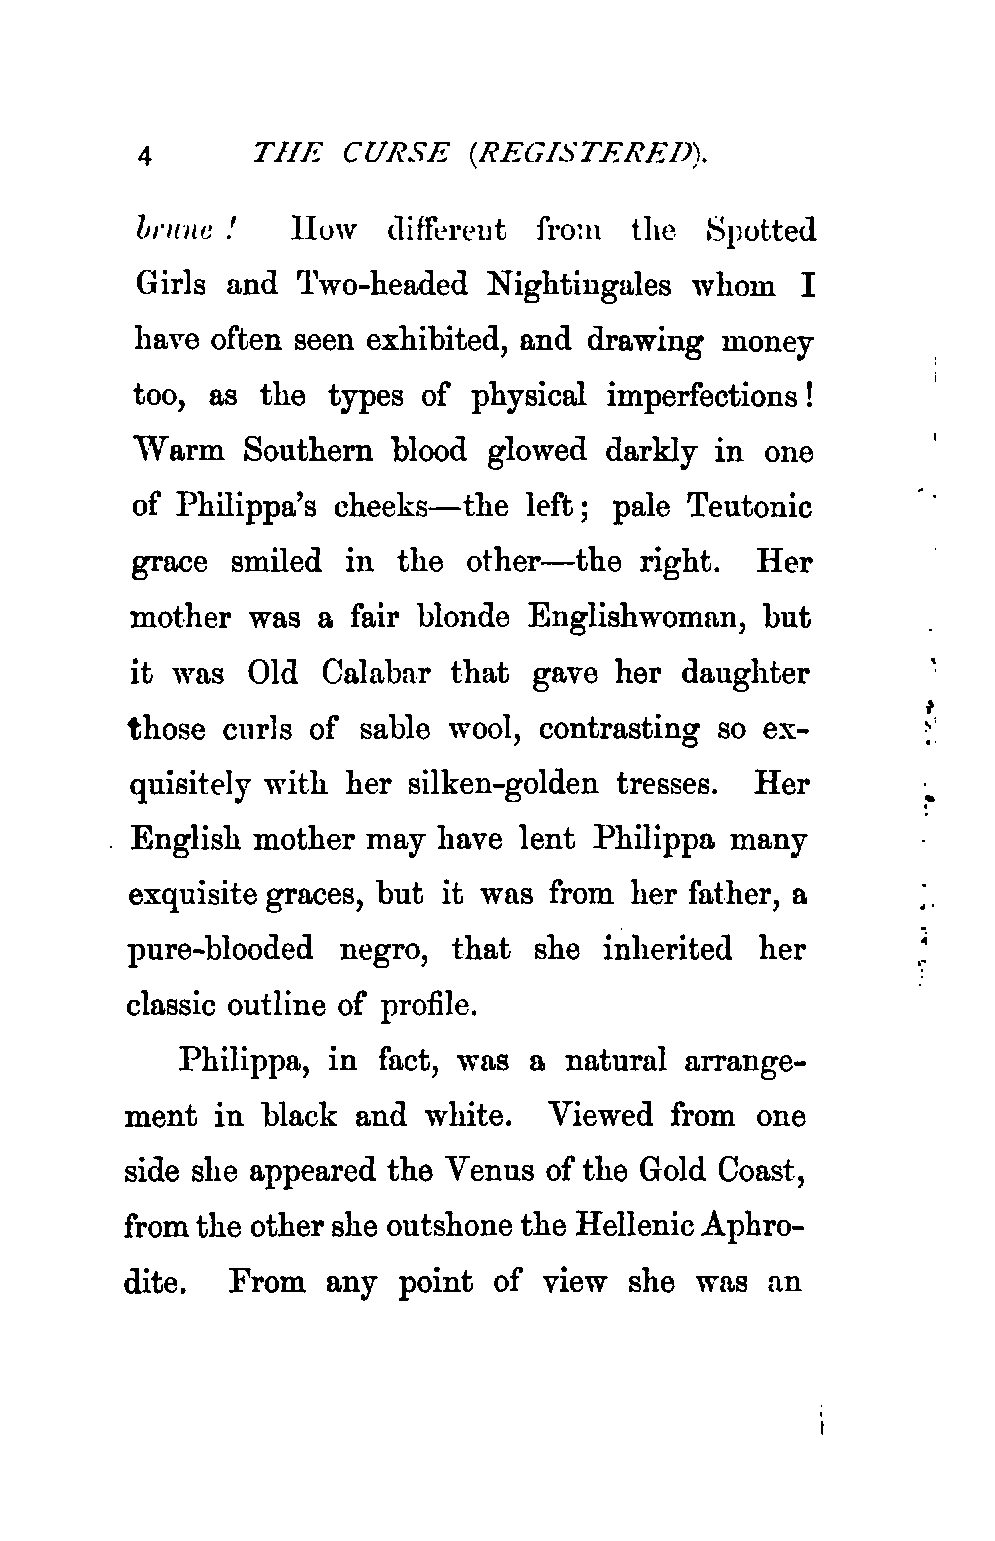 4 THE CURSE (REGISTERED).
brune ! How different from the Spotted
Girls and Two-headed Nightingales whom I
have often seen exhibited, and drawing money
too, as the types of physical imperfections !
Warm Southern blood glowed darkly in one
of Philippa's cheeks—the left ; pale Teutonic
grace smiled in the other—the right. Her
mother was a fair blonde Englishwoman, but
it was Old Calabar that gave her daughter
those curls of sable wool, contrasting so ex-
quisitely with her silken-golden tresses. Her
English mother may have lent Philippa many
exquisite graces, but it was from her father, a
pure-blooded negro, that she inherited her
classic outline of profile.
Philippa, in fact, was a natural arrange-
ment in black and white. Viewed from one
side she appeared the Venus of the Gold Coast,
from the other she outshone the Hellenic Aphro-
dite. From any point of view she was an